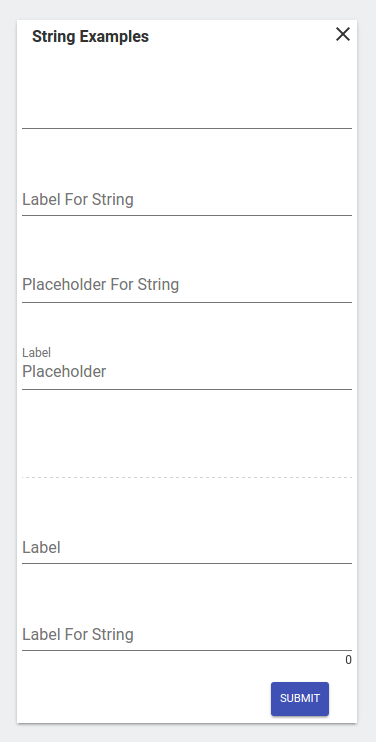 String Examples
Label For String
Placeholder For String
Label
Placeholder
Label
Label For String
0
SUBMIT